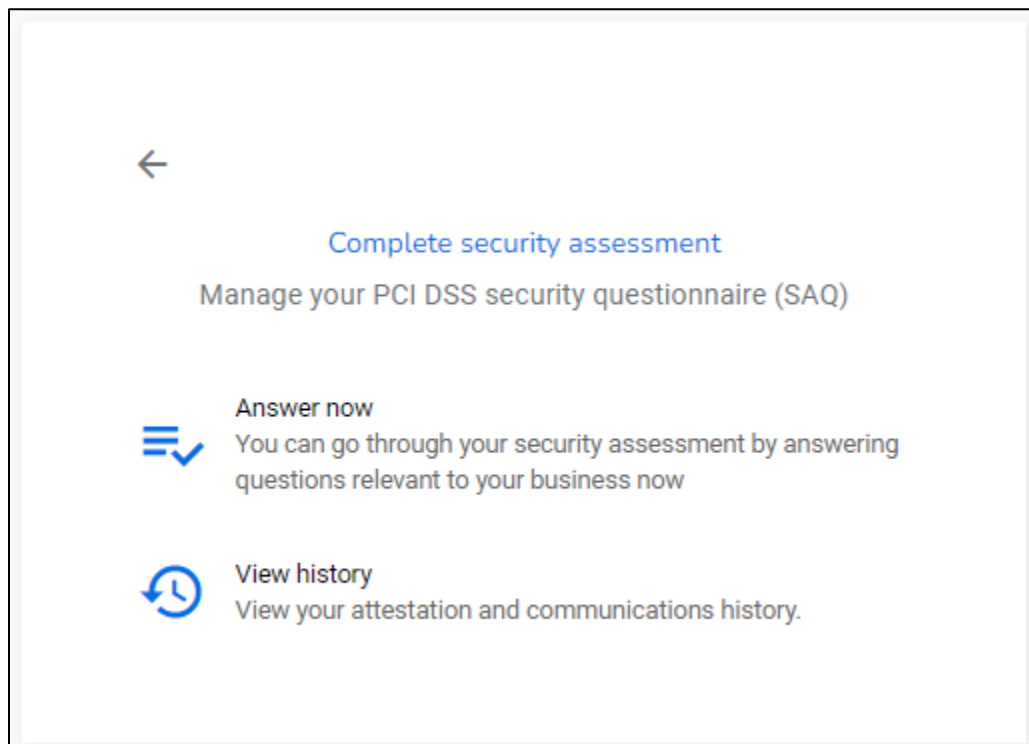 Complete security assessment
Manage your PCI DSS security questionnaire (SAQ)
Answer now
You can go through your security assessment by answering
questions relevant to your business now
View history
View your attestation and communications history.